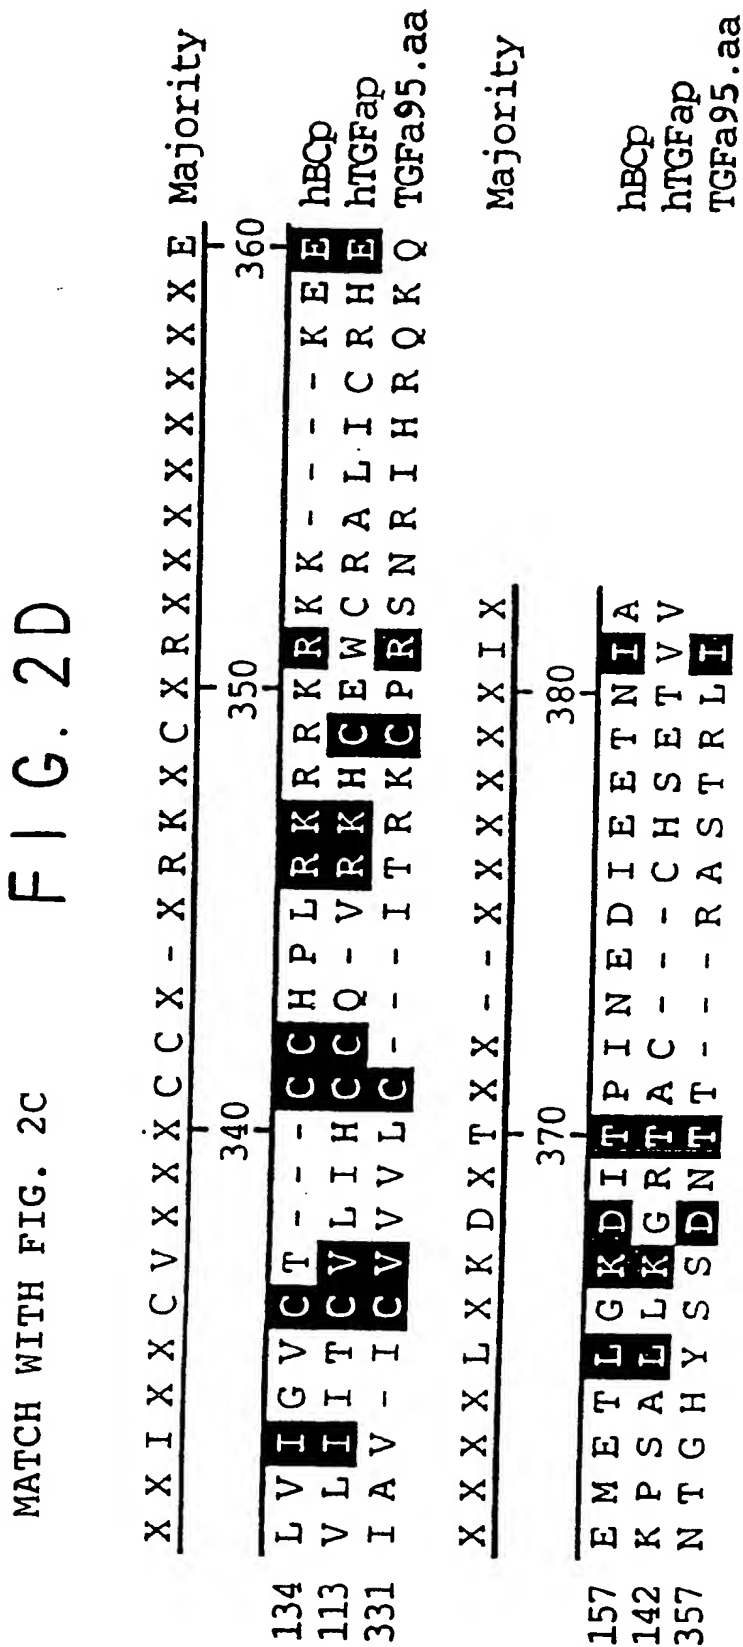 FIG. 2D
MATCH WITH FIG. 2C
X X I X X C V X X X C C X - X R K X C X R X X X X X X X X E Majority
340 350 360
134 L V I G V C T - - - C C H P L R K R R K R K K - - - - K E E hBCp
113 V L I I T C V L I H C C Q - V R K H C E W C R A L I C R H E hTGFap
331 I A V - I C V V V L C - - - I T R K C P R S N R I H R Q K Q TGFa95.aa
X X X X L X K D X T X X - - X X X X X X I X Majority
370 380
157 E M E T L G K D I T P I N E D I E E T N I A hBCp
142 K P S A L L K G R T A C - - - C H S E T V V hTGFap
357 N T G H Y S S D N T T - - - R A S T R L I TGFa95.aa